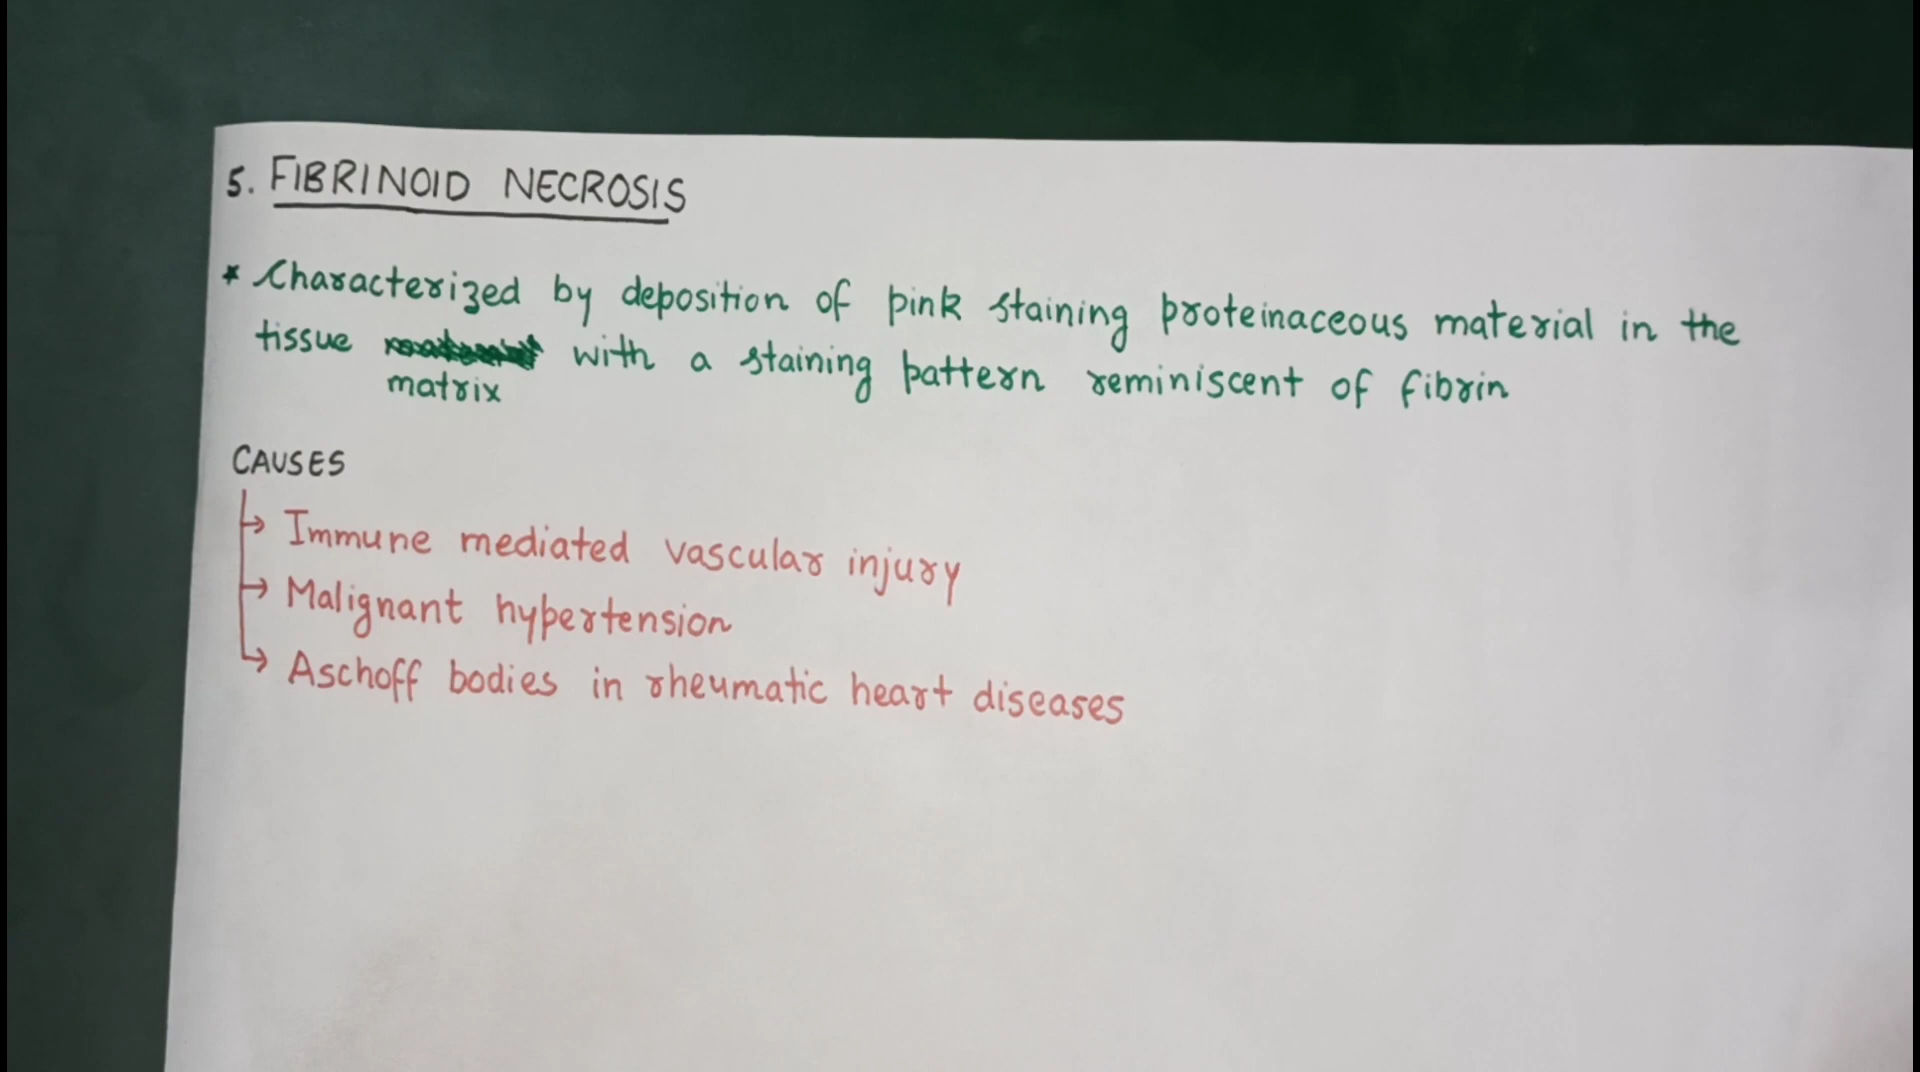 5. FIBRINOID NECROSIS
* Characterized by deposition of pink staining proteinaceous material in the
tissue with a staining pattern reminiscent of fibrin
matrix
CAUSES
→ Immune mediated vascular injury
→ Malignant hypertension
→ Aschoff bodies in rheumatic heart diseases